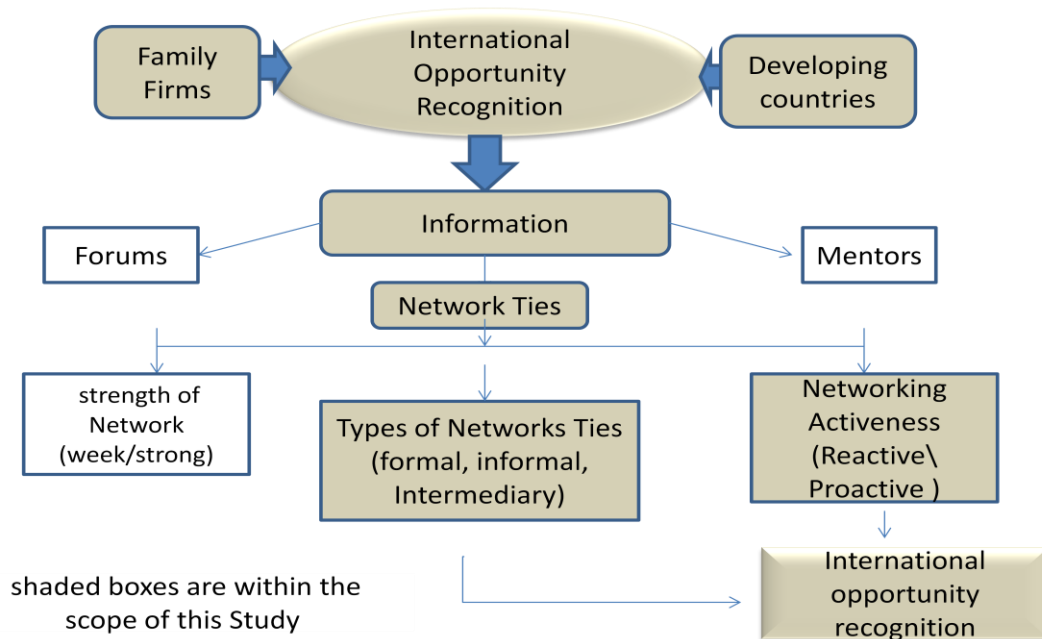 Family
Firms
International
Opportunity
Recognition
Developing
countries
Information
Forums
Mentors
Network Ties
strength of
Network
(week/strong)
Types of Networks Ties
(formal, informal,
Intermediary)
Networking
Activeness
(Reactive\
Proactive )
shaded boxes are within the
scope of this Study
International
opportunity
recognition